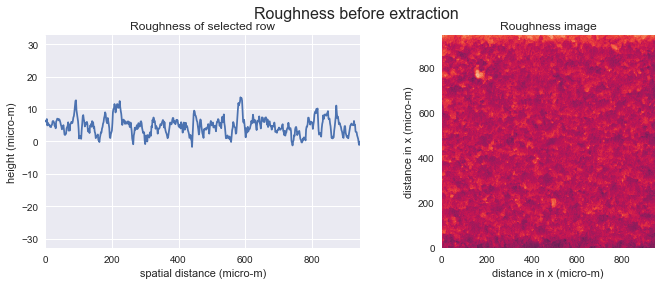 Roughness before extraction
Roughness of selected row
30
20
10
0
−10
−20
−30
height (micro-m)
0 200 400 600 800
spatial distance (micro-m)
Roughness image
800
600
400
200
0
distance in x (micro-m)
0 200 400 600 800
distance in x (micro-m)